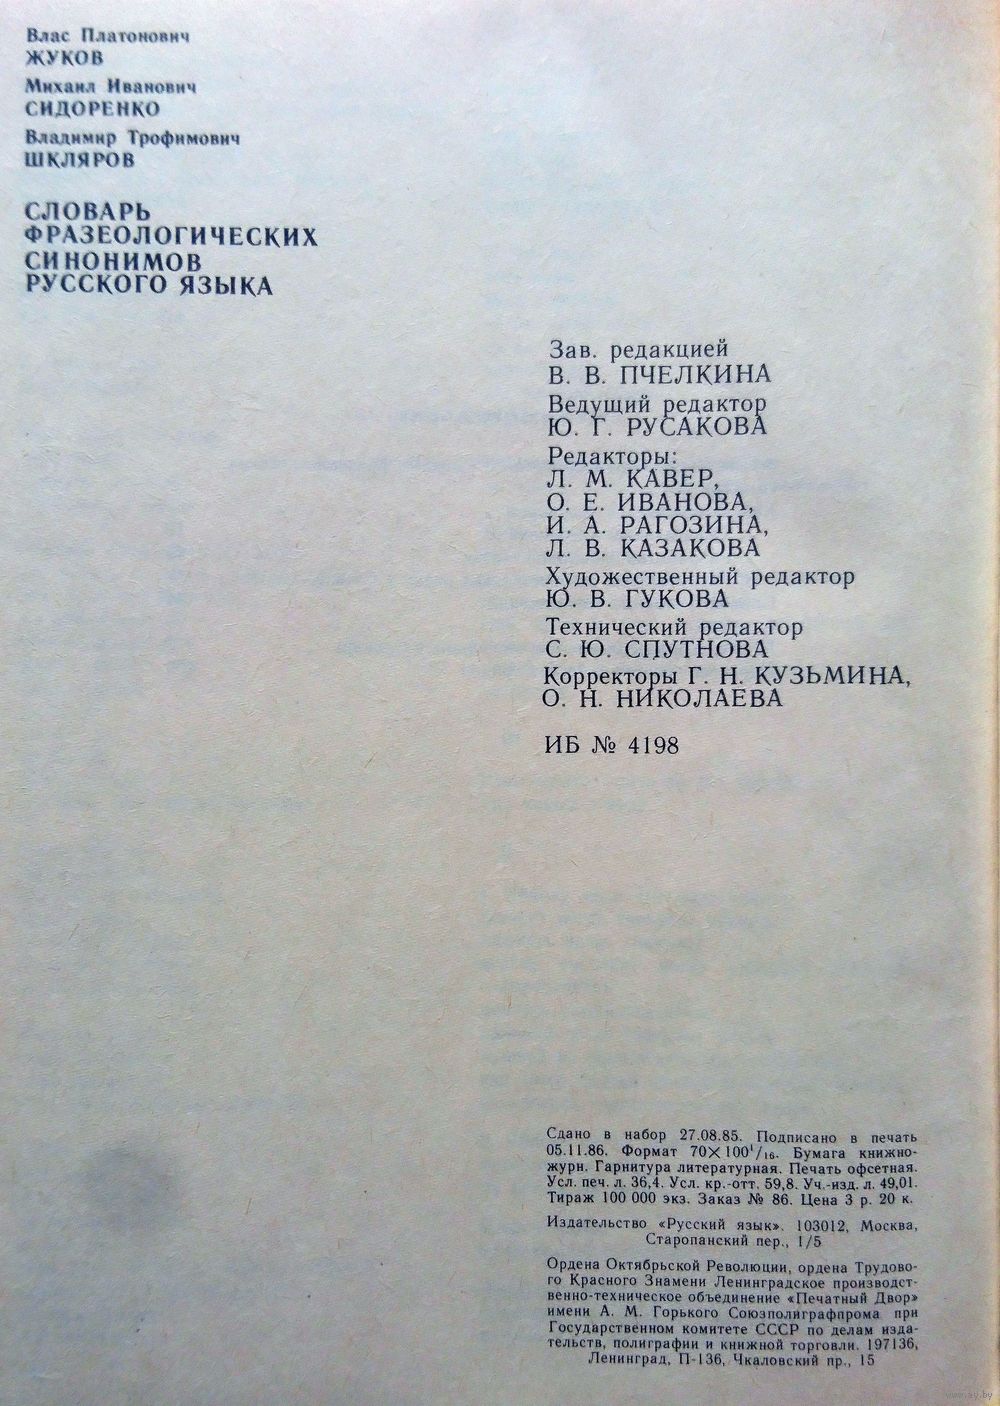 Влас Платонович
ЖУКОВ
Михаил Иванович
СИДОРЕНКО
Владимир Трофимович
ШКЛЯРОВ
СЛОВАРЬ
ФРАЗЕОЛОГИЧЕСКИХ
СИНОНИМОВ
РУССКОГО ЯЗЫКА
Зав. редакцией
В. В. ПЧЕЛКИНА
Ведущий редактор
Ю. Г. РУСАКОВА
Редакторы:
Л. М. КАВЕР,
О. Е. ИВАНОВА,
И. А. РАГОЗИНА,
Л. В. КАЗАКОВА
Художественный редактор
Ю. В. ГУКОВА
Технический редактор
С. Ю. СПУТНОВА
Корректоры Г. Н. КУЗЬМИНА,
О. Н. НИКОЛАЕВА
ИБ № 4198
Сдано в набор 27.08.85. Подписано в печать
05.11.86. Формат 70×100¹/₁₆. Бумага книжно-
журн. Гарнитура литературная. Печать офсетная.
Усл. печ. л. 36,4. Усл. кр.-отт. 59,8. Уч.-изд. л. 49,01.
Тираж 100 000 экз. Заказ № 86. Цена 3 р. 20 к.
Издательство «Русский язык». 103012, Москва,
Старопанский пер., 1/5
Ордена Октябрьской Революции, ордена Трудово-
го Красного Знамени Ленинградское производст-
венно-техническое объединение «Печатный Двор»
имени А. М. Горького Союзполиграфпрома при
Государственном комитете СССР по делам изда-
тельств, полиграфии и книжной торговли. 197136,
Ленинград, П-136, Чкаловский пр., 15
www.ay.by